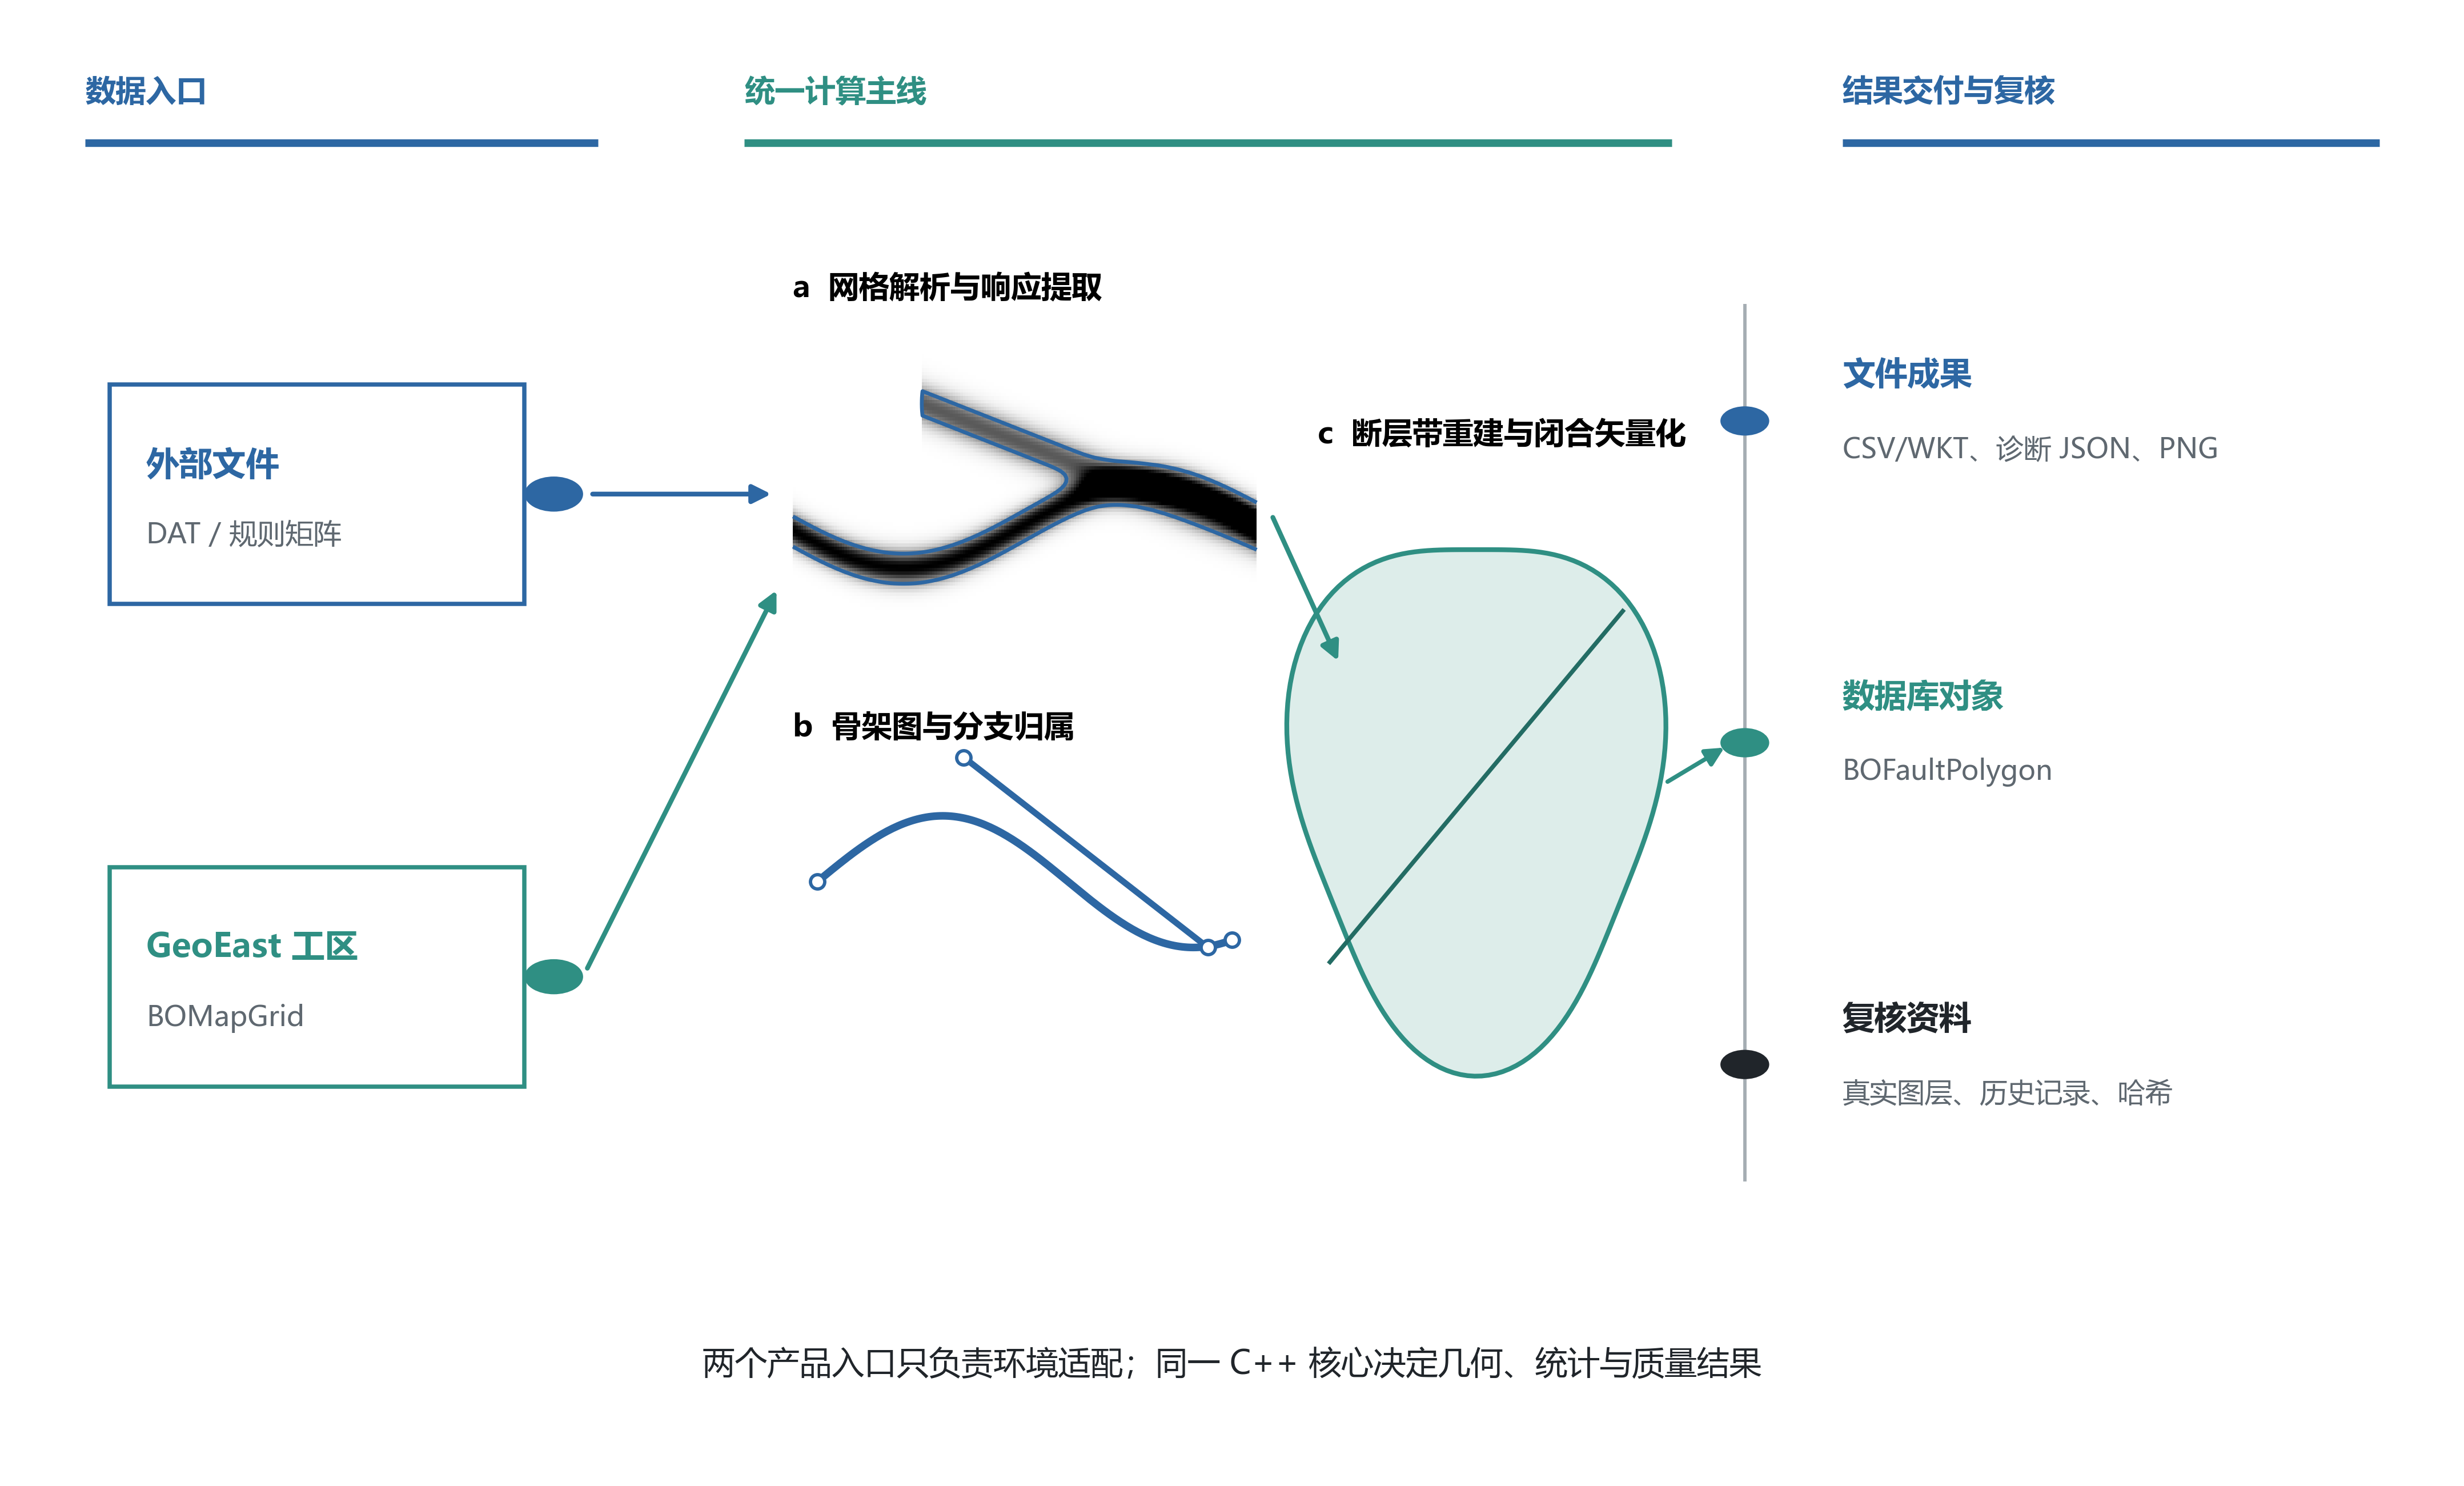 数据入口
统一计算主线
结果交付与复核
a 网格解析与响应提取
外部文件
DAT / 规则矩阵
c 断层带重建与闭合矢量化
文件成果
CSV/WKT、诊断 JSON、PNG
b 骨架图与分支归属
数据库对象
BOFaultPolygon
GeoEast 工区
BOMapGrid
复核资料
真实图层、历史记录、哈希
两个产品入口只负责环境适配；同一 C++ 核心决定几何、统计与质量结果